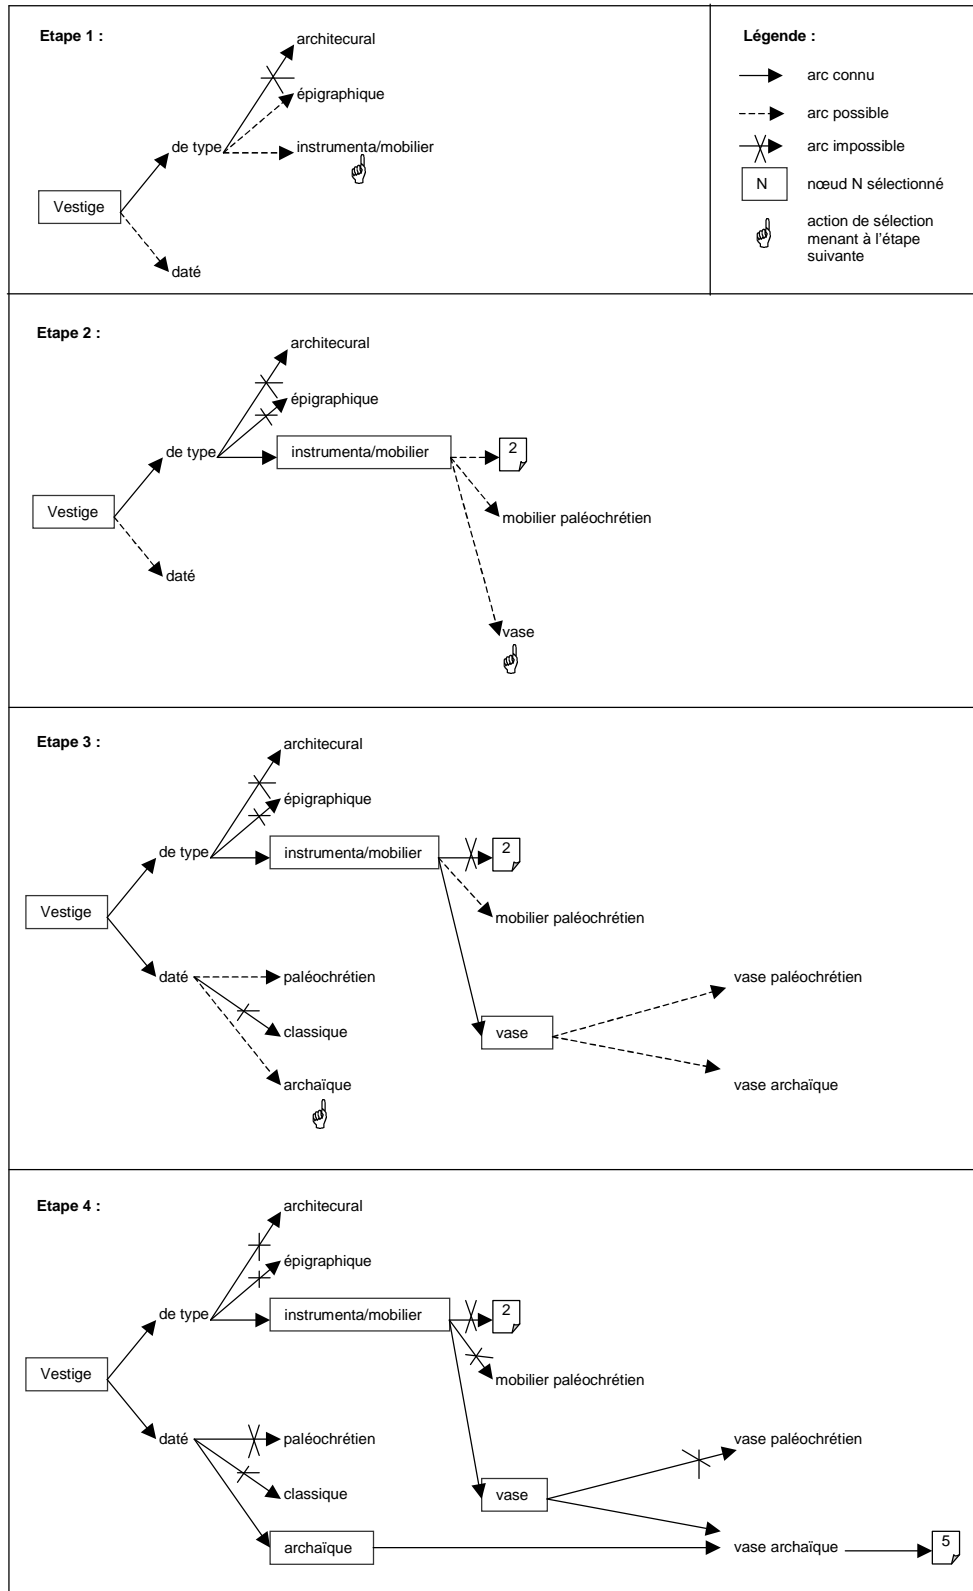 Etape 1 :
architecural
épigraphique
de type
instrumenta/mobilier
Vestige
daté
Légende :
arc connu
arc possible
arc impossible
N
nœud N sélectionné
action de sélection
menant à l'étape
suivante
Etape 2 :
architecural
épigraphique
de type
instrumenta/mobilier
2
Vestige
mobilier paléochrétien
daté
vase
Etape 3 :
architecural
épigraphique
de type
instrumenta/mobilier
2
Vestige
mobilier paléochrétien
daté
paléochrétien
vase paléochrétien
classique
vase
archaïque
vase archaïque
Etape 4 :
architecural
épigraphique
de type
instrumenta/mobilier
2
Vestige
mobilier paléochrétien
daté
paléochrétien
vase paléochrétien
classique
vase
archaïque
vase archaïque
5